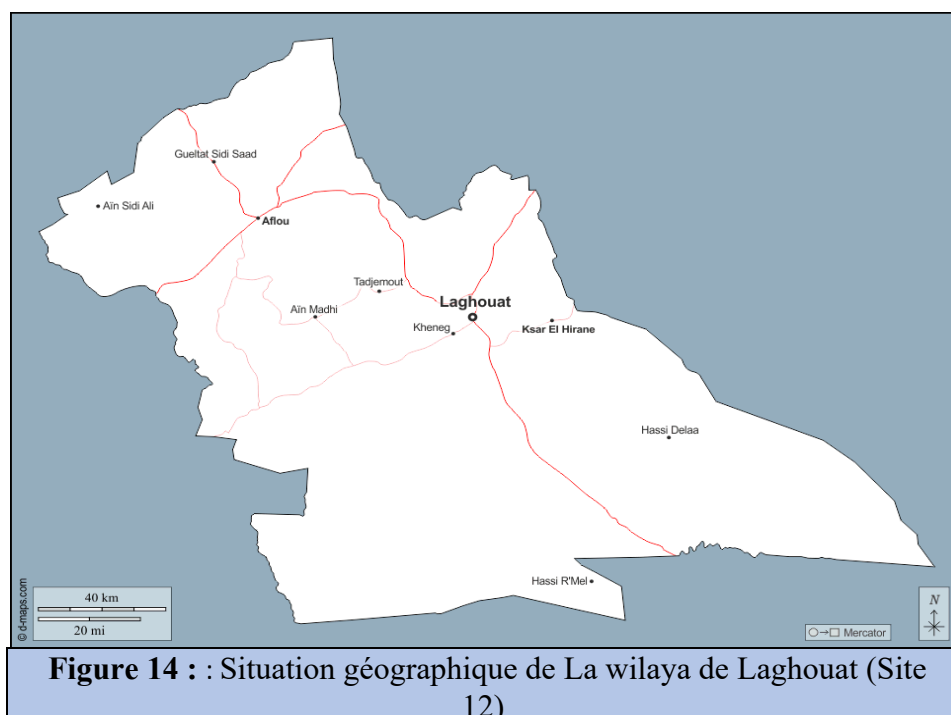 Gueltat Sidi Saad
Aïn Sidi Ali
Aflou
Tadjemout
Laghouat
Aïn Madhi
Kheneg
Ksar El Hirane
Hassi Delaa
Hassi R'Mel
© d-maps.com
40 km
20 mi
N
Mercator
Figure 14 : : Situation géographique de La wilaya de Laghouat (Site
12)